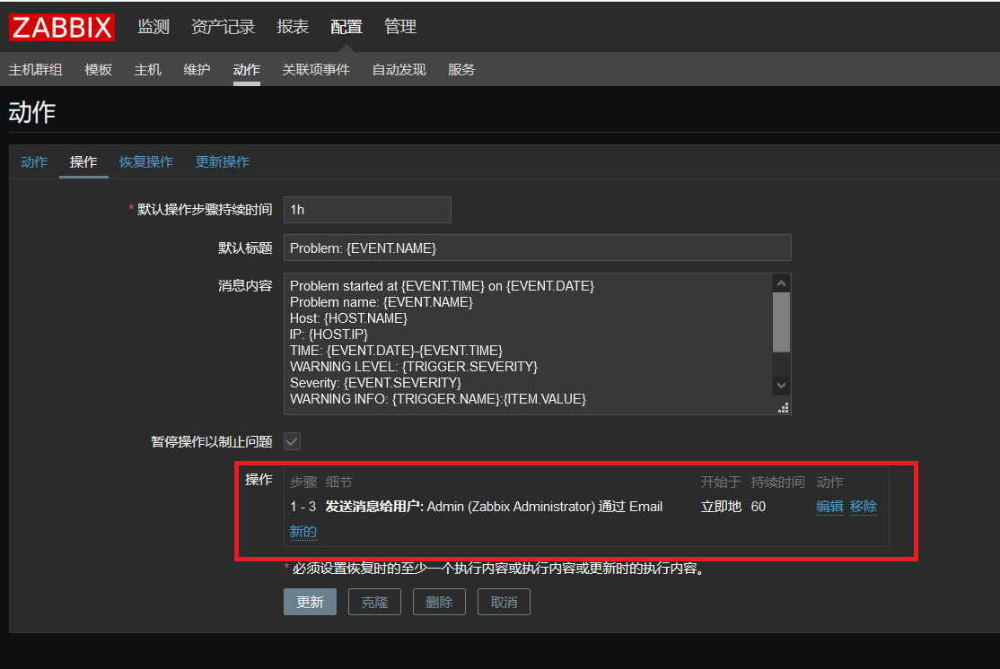 ZABBIX 监测 资产记录 报表 配置 管理
主机群组 模板 主机 维护 动作 关联项事件 自动发现 服务
动作
动作 操作 恢复操作 更新操作
* 默认操作步骤持续时间 1h
默认标题 Problem: {EVENT.NAME}
消息内容 Problem started at {EVENT.TIME} on {EVENT.DATE}
Problem name: {EVENT.NAME}
Host: {HOST.NAME}
IP: {HOST.IP}
TIME: {EVENT.DATE}-{EVENT.TIME}
WARNING LEVEL: {TRIGGER.SEVERITY}
Severity: {EVENT.SEVERITY}
WARNING INFO: {TRIGGER.NAME}:{ITEM.VALUE}
暂停操作以制止问题
操作 步骤 细节 开始于 持续时间 动作
1 - 3 发送消息给用户: Admin (Zabbix Administrator) 通过 Email 立即地 60 编辑 移除
新的
* 必须设置恢复时的至少一个执行内容或执行内容或更新时的执行内容。
更新 克隆 删除 取消